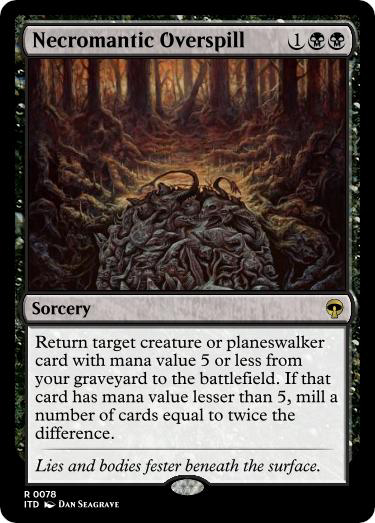 Necromantic Overspill 1
Sorcery
Return target creature or planeswalker
card with mana value 5 or less from
your graveyard to the battlefield. If that
card has mana value lesser than 5, mill a
number of cards equal to twice the
difference.
Lies and bodies fester beneath the surface.
R 0078
ITD Dan Seagrave